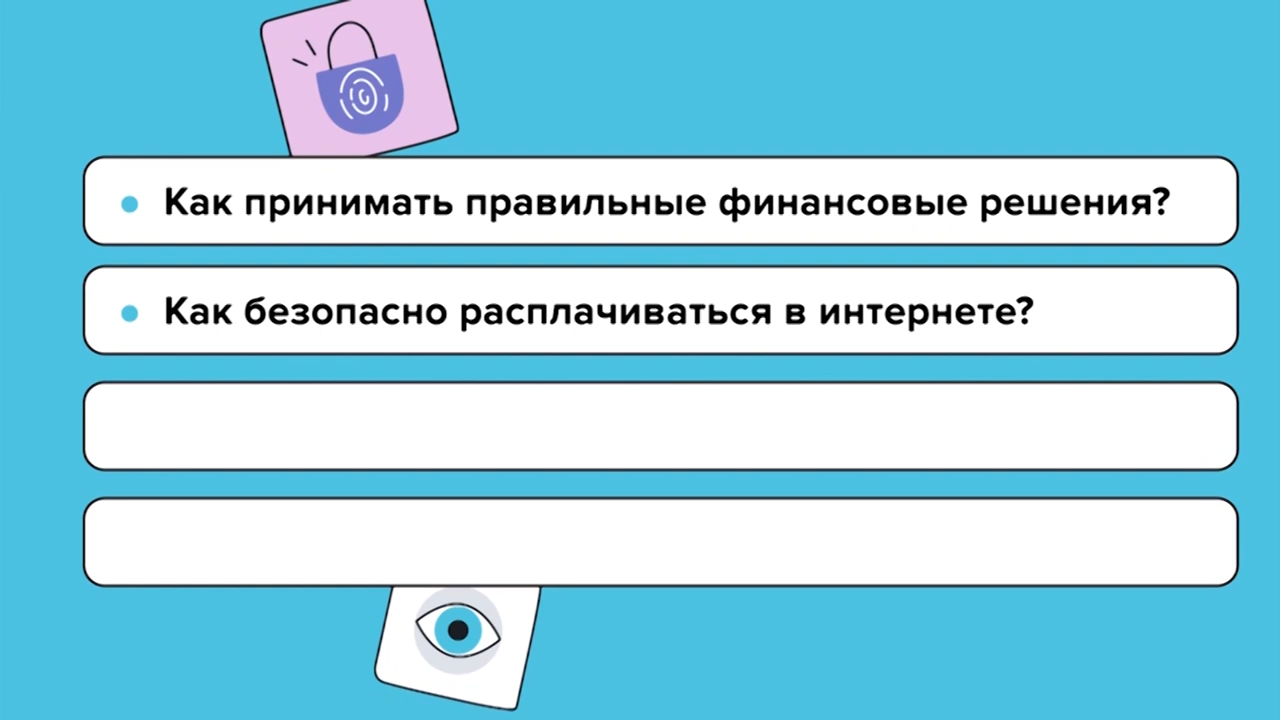 Как принимать правильные финансовые решения?
Как безопасно расплачиваться в интернете?